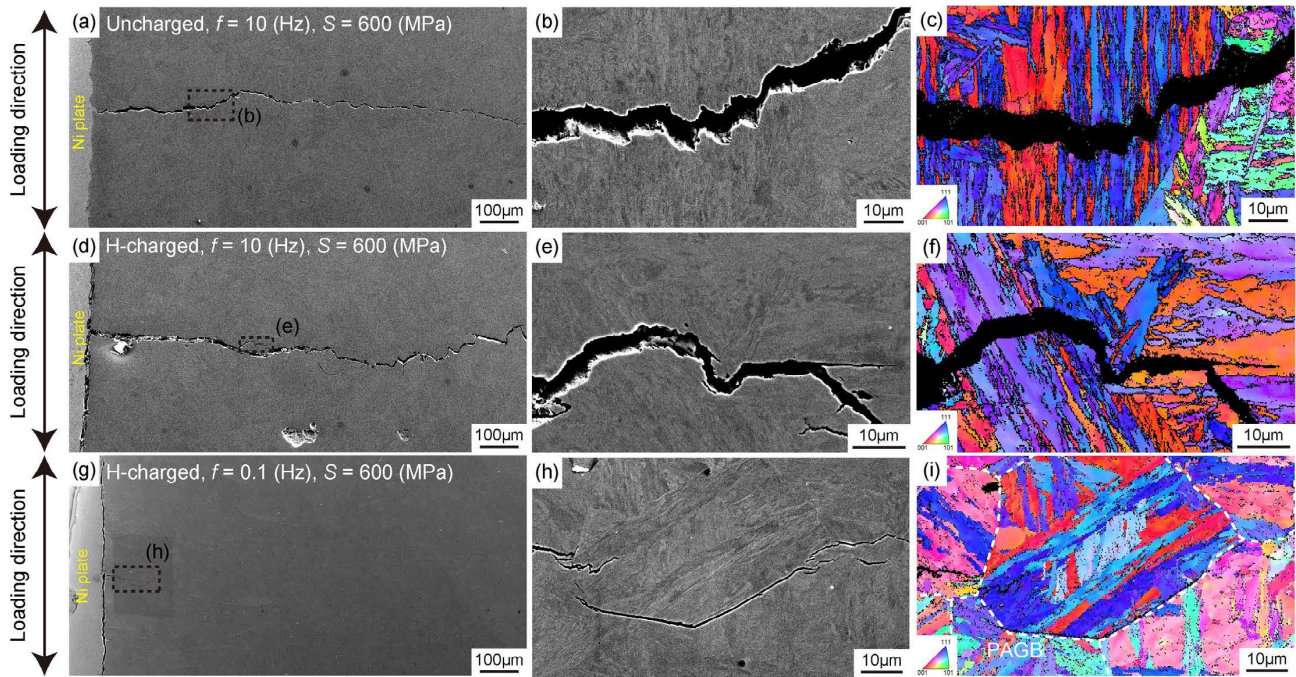 Loading direction
(a) Uncharged, f = 10 (Hz), S = 600 (MPa)
Ni plate
(b)
100μm
(b)
10μm
(c)
111
001 101
10μm
Loading direction
(d) H-charged, f = 10 (Hz), S = 600 (MPa)
Ni plate
(e)
100μm
(e)
10μm
(f)
111
001 101
10μm
Loading direction
(g) H-charged, f = 0.1 (Hz), S = 600 (MPa)
Ni plate
(h)
100μm
(h)
10μm
(i)
PAGB
111
001 101
10μm